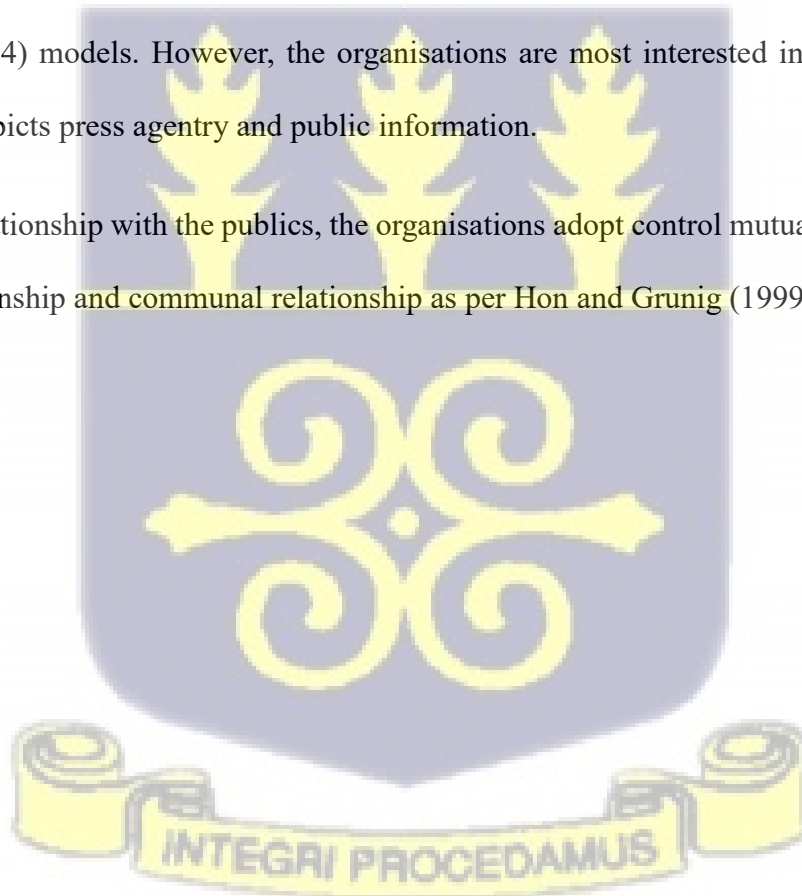 4) models. However, the organisations are most interested in
picts press agentry and public information.
tionship with the publics, the organisations adopt control mutua
nship and communal relationship as per Hon and Grunig (1999
INTEGRI PROCEDAMUS